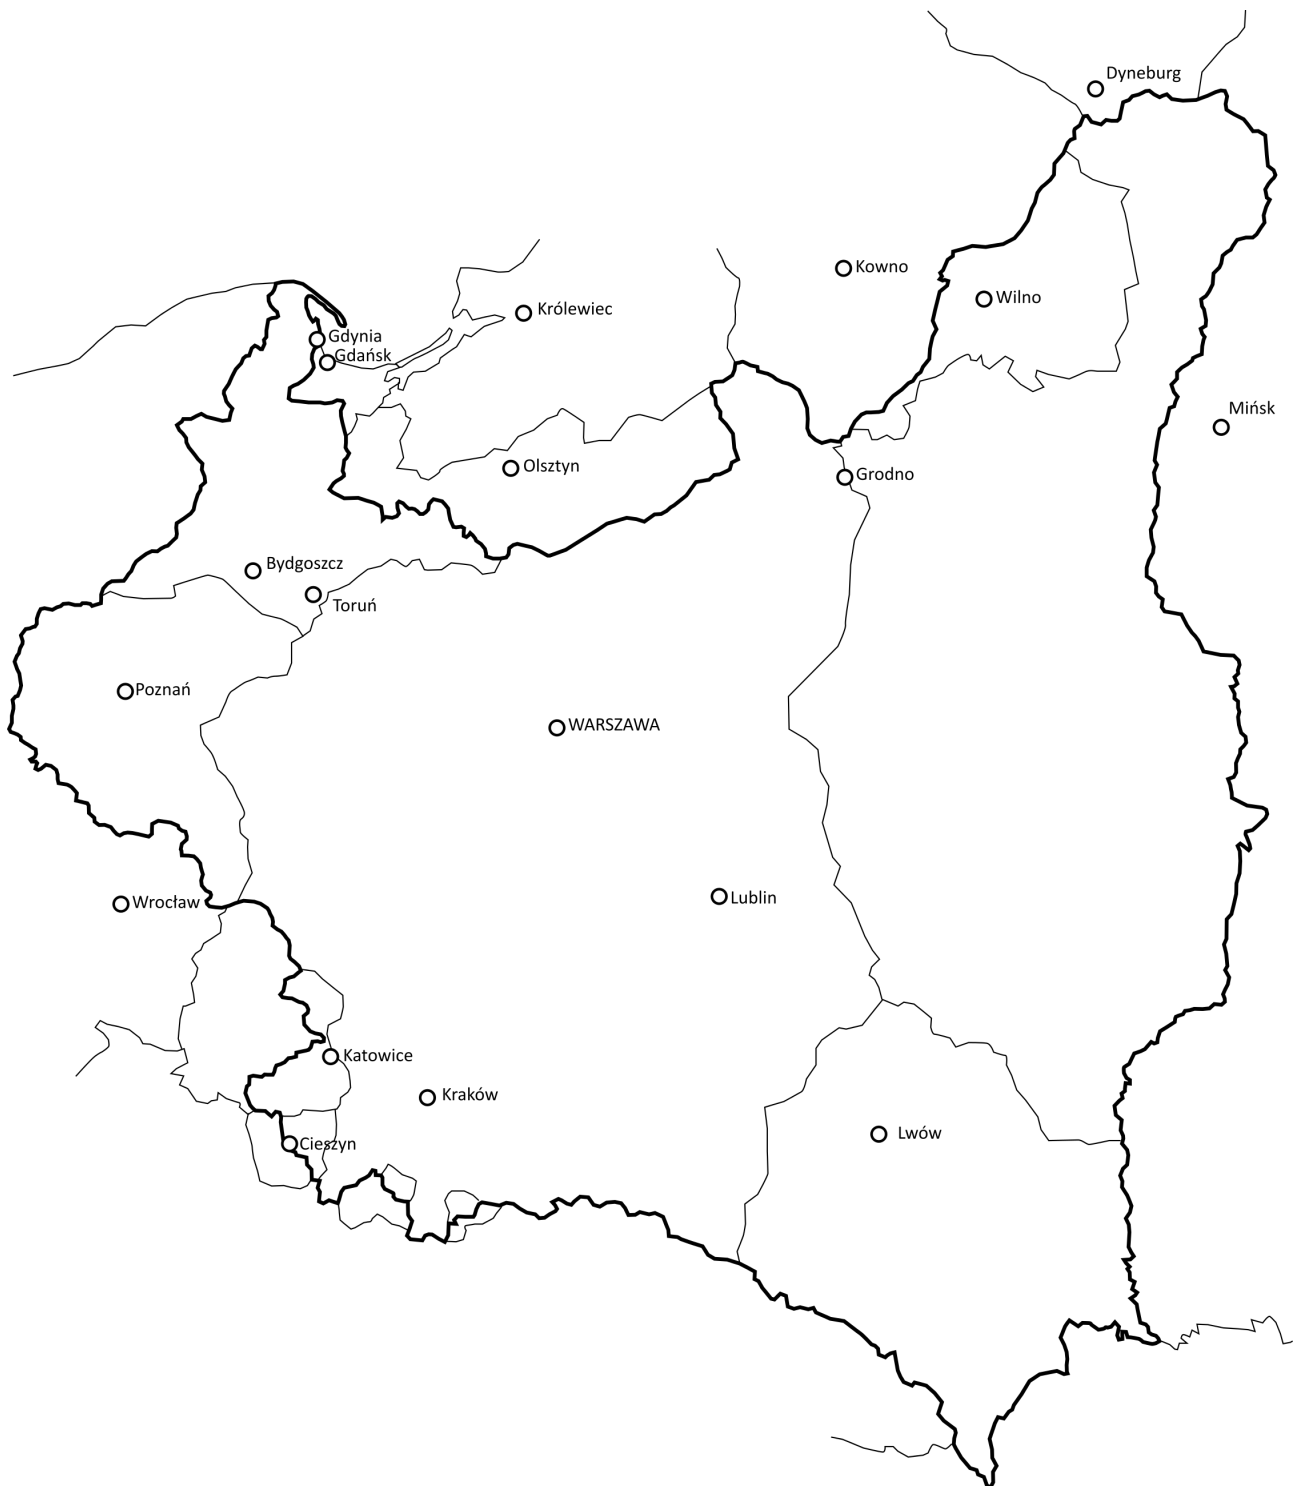 Dyneburg
Kowno
Wilno
Królewiec
Gdynia
Gdańsk
Mińsk
Olsztyn
Grodno
Bydgoszcz
Toruń
Poznań
WARSZAWA
Lublin
Wrocław
Katowice
Kraków
Lwów
Cieszyn